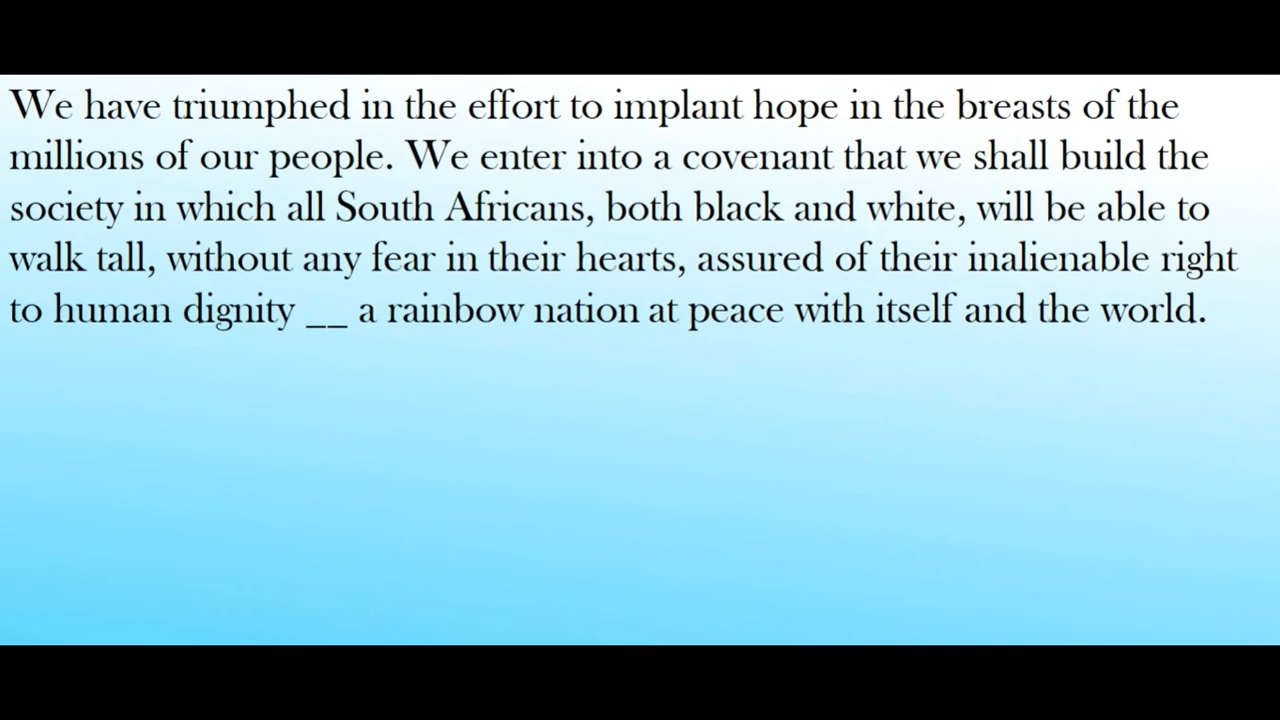 We have triumphed in the effort to implant hope in the breasts of the
millions of our people. We enter into a covenant that we shall build the
society in which all South Africans, both black and white, will be able to
walk tall, without any fear in their hearts, assured of their inalienable right
to human dignity __ a rainbow nation at peace with itself and the world.